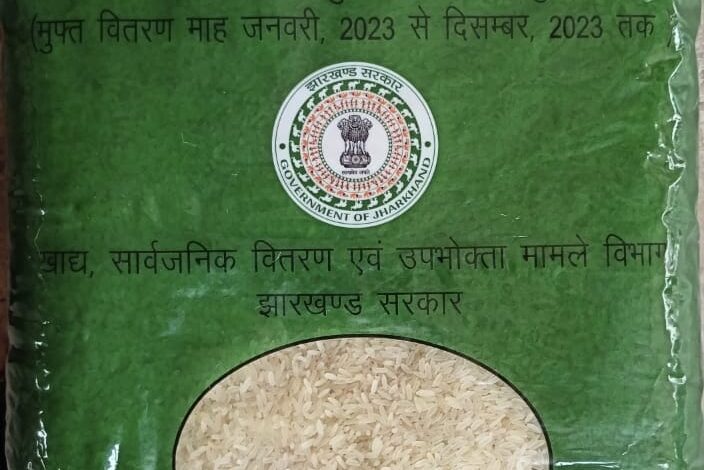 (मुफ्त वितरण माह जनवरी, 2023 से दिसम्बर, 2023 तक )
झारखण्ड सरकार
GOVERNMENT OF JHARKHAND
खाद्य, सार्वजनिक वितरण एवं उपभोक्ता मामले विभाग
झारखण्ड सरकार